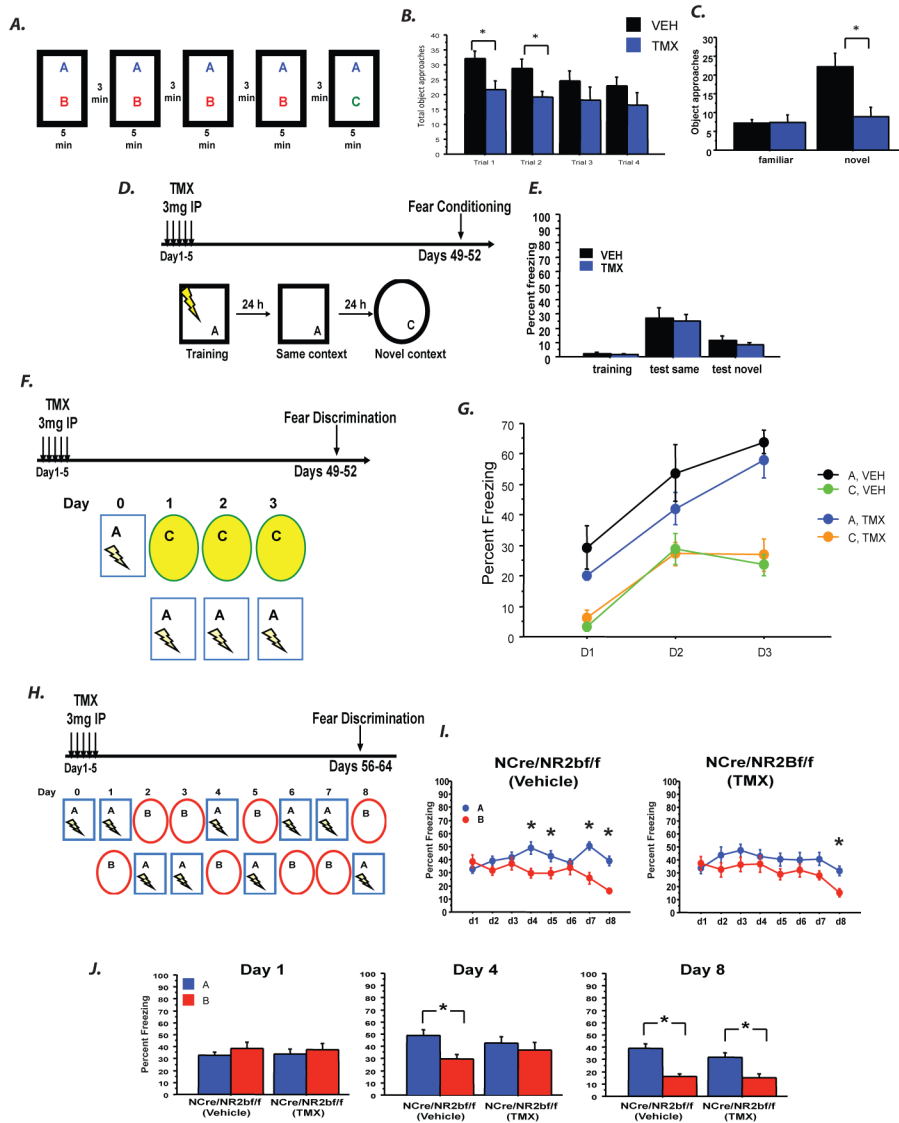 A.
A A A A A
3 min 3 min 3 min 3 min
B B B B C
5 min 5 min 5 min 5 min 5 min
B.
VEH
TMX
Total object approaches
40
35
30
25
20
15
10
5
0
* *
Trial 1 Trial 2 Trial 3 Trial 4
C.
Object approaches
25
20
15
10
5
0
*
familiar novel
D.
TMX
3mg IP
Day1-5
Fear Conditioning
Days 49-52
24 h 24 h
A A C
Training Same context Novel context
E.
Percent freezing
100
90
80
70
60
50
40
30
20
10
0
VEH
TMX
training test same test novel
F.
TMX
3mg IP
Day1-5
Fear Discrimination
Days 49-52
Day 0 1 2 3
A C C C
A A A
G.
Percent Freezing
70
60
50
40
30
20
10
0
D1 D2 D3
A, VEH
C, VEH
A, TMX
C, TMX
H.
TMX
3mg IP
Day1-5
Fear Discrimination
Days 56-64
Day 0 1 2 3 4 5 6 7 8
A A B B A B A A B
B A A B A B B A
I.
NCre/NR2bf/f
(Vehicle)
Percent Freezing
100
90
80
70
60
50
40
30
20
10
0
A
B
* * * *
d1 d2 d3 d4 d5 d6 d7 d8
NCre/NR2Bf/f
(TMX)
Percent Freezing
100
90
80
70
60
50
40
30
20
10
0
*
d1 d2 d3 d4 d5 d6 d7 d8
J.
Day 1
Percent Freezing
100
90
80
70
60
50
40
30
20
10
0
A
B
NCre/NR2bf/f
(Vehicle)
NCre/NR2bf/f
(TMX)
Day 4
100
90
80
70
60
50
40
30
20
10
0
*
NCre/NR2bf/f
(Vehicle)
NCre/NR2bf/f
(TMX)
Day 8
100
90
80
70
60
50
40
30
20
10
0
* *
NCre/NR2bf/f
(Vehicle)
NCre/NR2bf/f
(TMX)